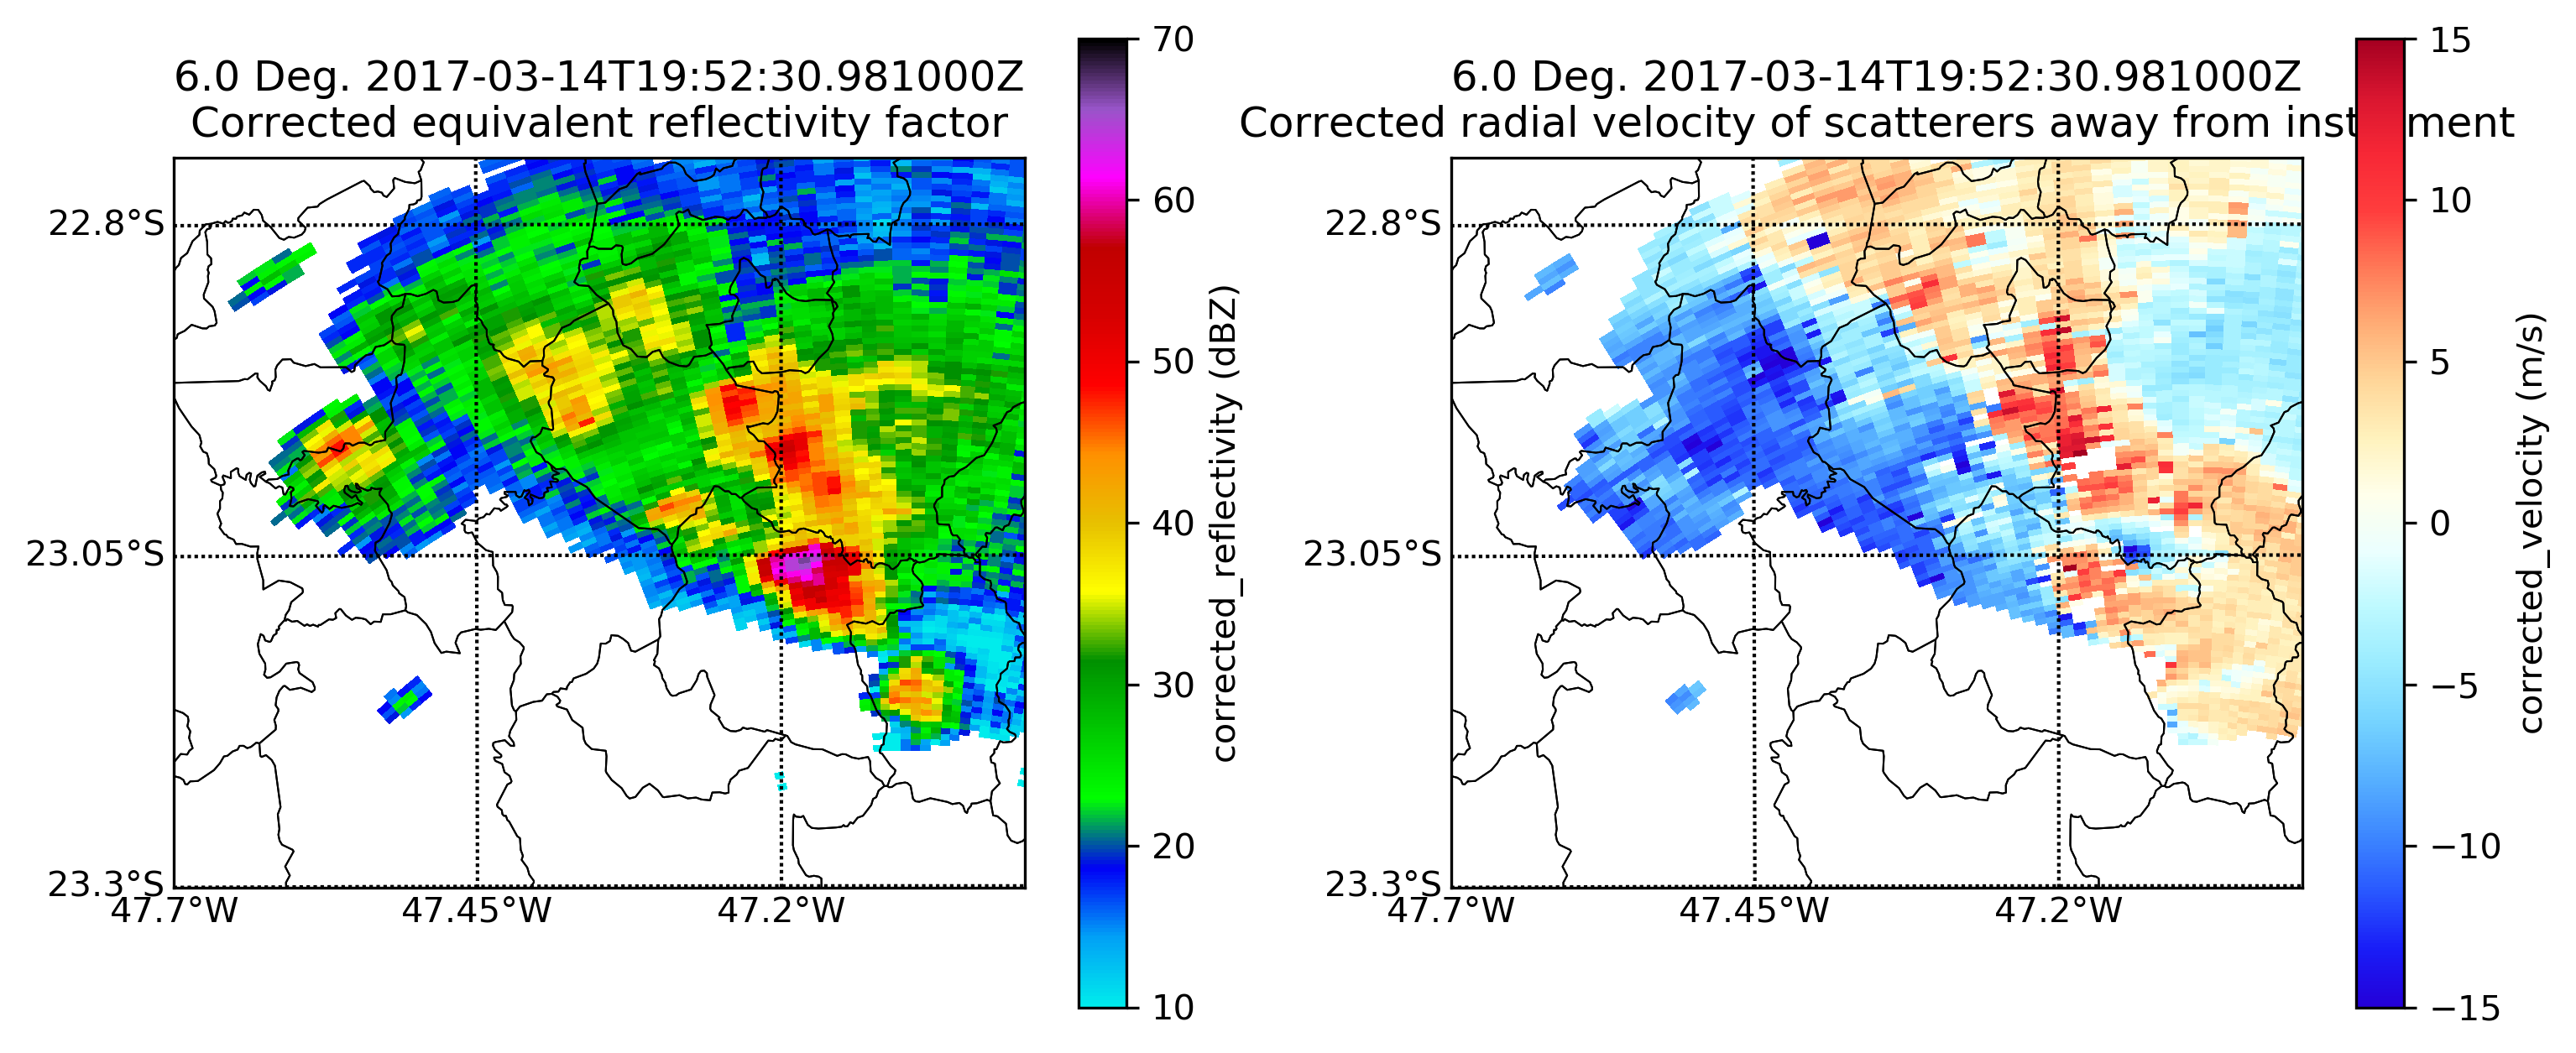 6.0 Deg. 2017-03-14T19:52:30.981000Z
Corrected equivalent reflectivity factor
22.8°S
23.05°S
23.3°S
47.7°W
47.45°W
47.2°W
70
60
50
40
30
20
10
corrected_reflectivity (dBZ)
6.0 Deg. 2017-03-14T19:52:30.981000Z
Corrected radial velocity of scatterers away from inst ment
22.8°S
23.05°S
23.3°S
47.7°W
47.45°W
47.2°W
15
10
5
0
−5
−10
−15
corrected_velocity (m/s)